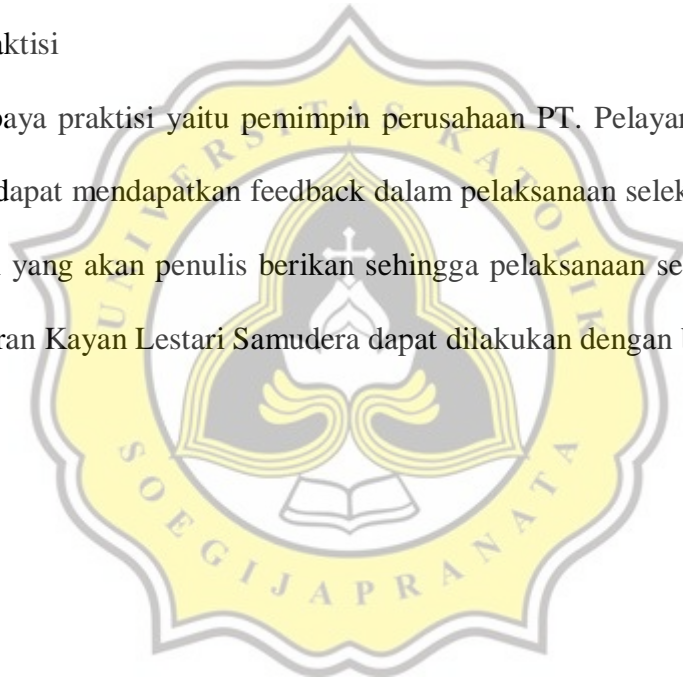 aktisi
paya praktisi yaitu pemimpin perusahaan PT. Pelayar
dapat mendapatkan feedback dalam pelaksanaan selek
yang akan penulis berikan sehingga pelaksanaan se
ran Kayan Lestari Samudera dapat dilakukan dengan
UNIVERSITAS KATOLIK
SOEGIJAPRANATA